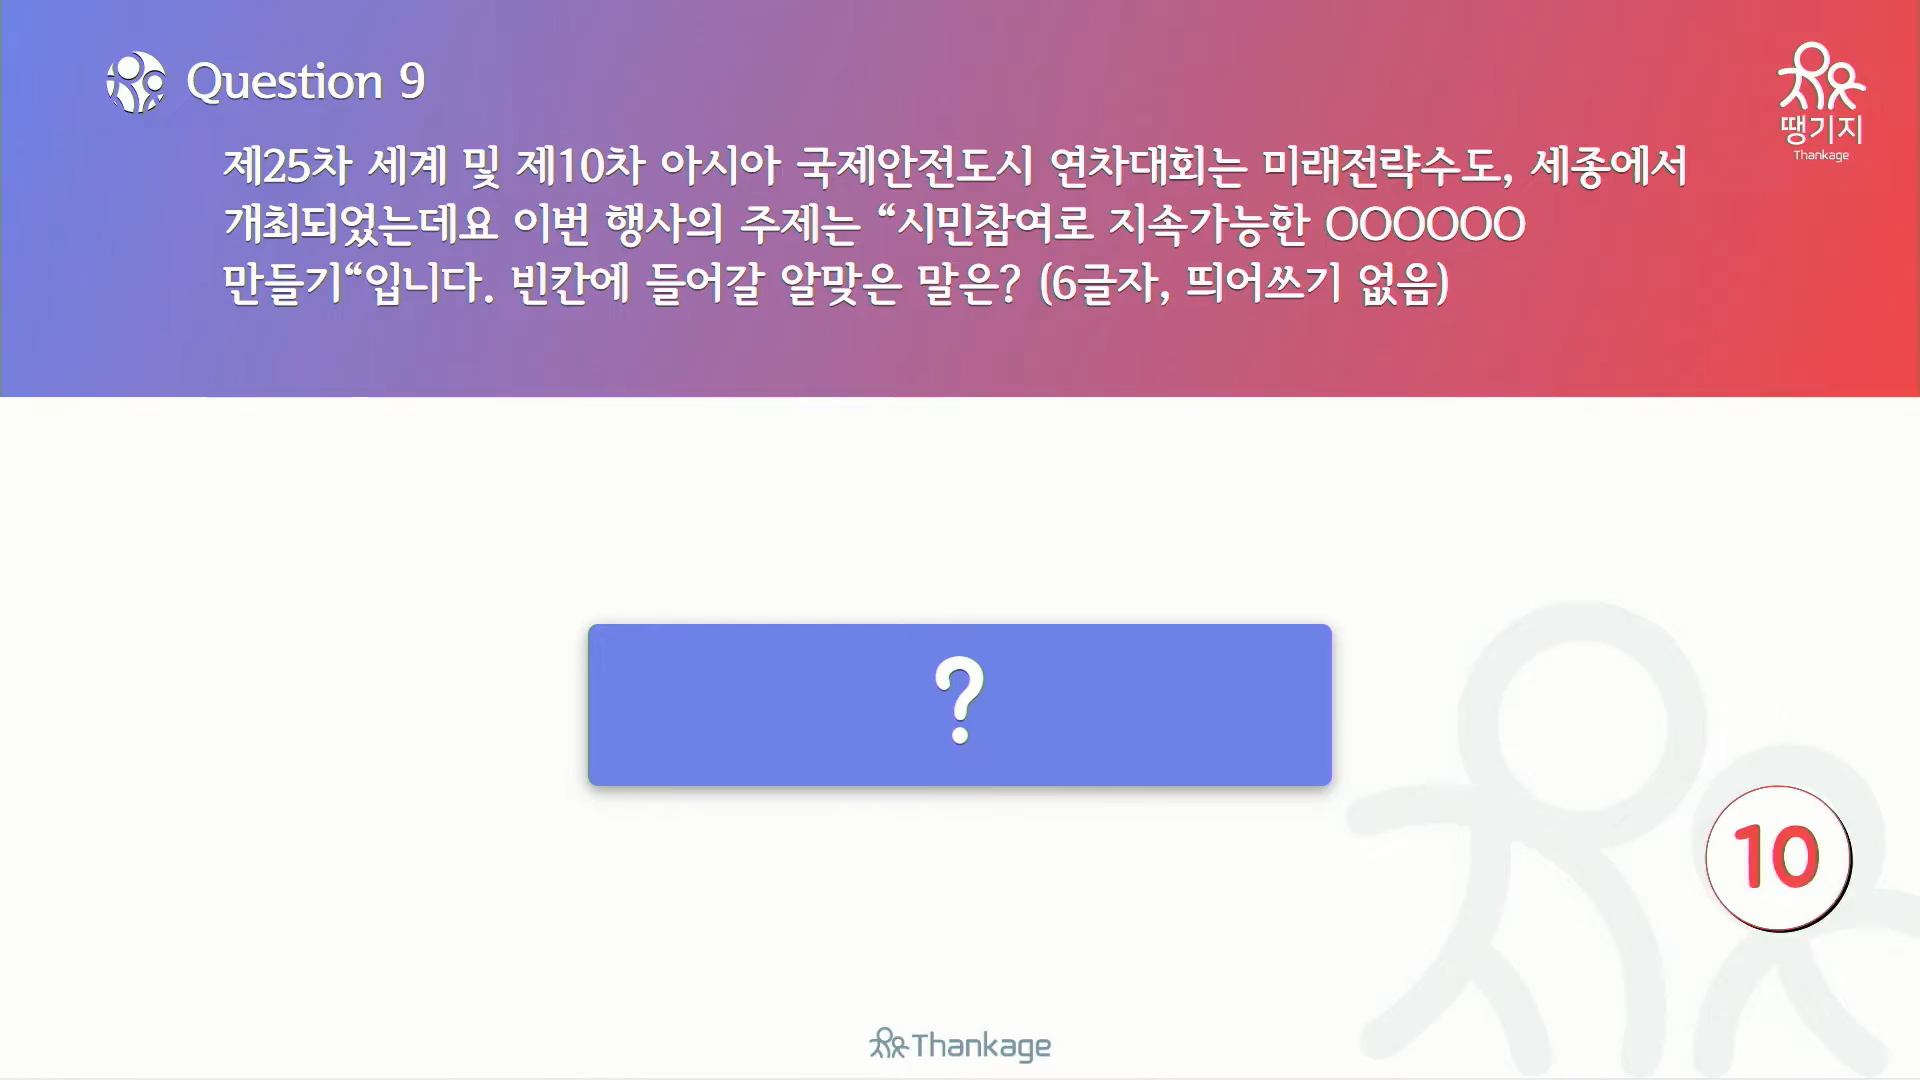 Question 9
땡기지
Thankage
제25차 세계 및 제10차 아시아 국제안전도시 연차대회는 미래전략수도, 세종에서
개최되었는데요 이번 행사의 주제는 “시민참여로 지속가능한 OOOOOO
만들기“입니다. 빈칸에 들어갈 알맞은 말은? (6글자, 띄어쓰기 없음)
?
10
Thankage